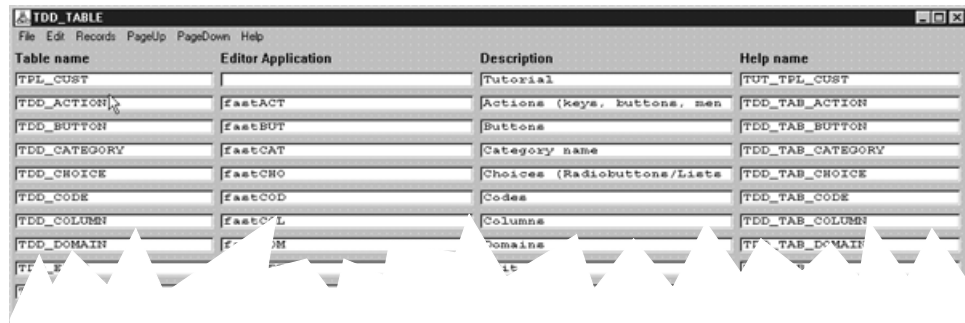 TDD_TABLE
File Edit Records PageUp PageDown Help
Table name Editor Application Description Help name
TPL_CUST Tutorial TUT_TPL_CUST
TDD_ACTION fastACT Actions (keys, buttons, men TDD_TAB_ACTION
TDD_BUTTON fastBUT Buttons TDD_TAB_BUTTON
TDD_CATEGORY fastCAT Category name TDD_TAB_CATEGORY
TDD_CHOICE fastCHO Choices (Radiobuttons/Lists TDD_TAB_CHOICE
TDD_CODE fastCOD Codes TDD_TAB_CODE
TDD_COLUMN fastCOL Columns TDD_TAB_COLUMN
TDD_DOMAIN Domains TDD_TAB_DOMAIN